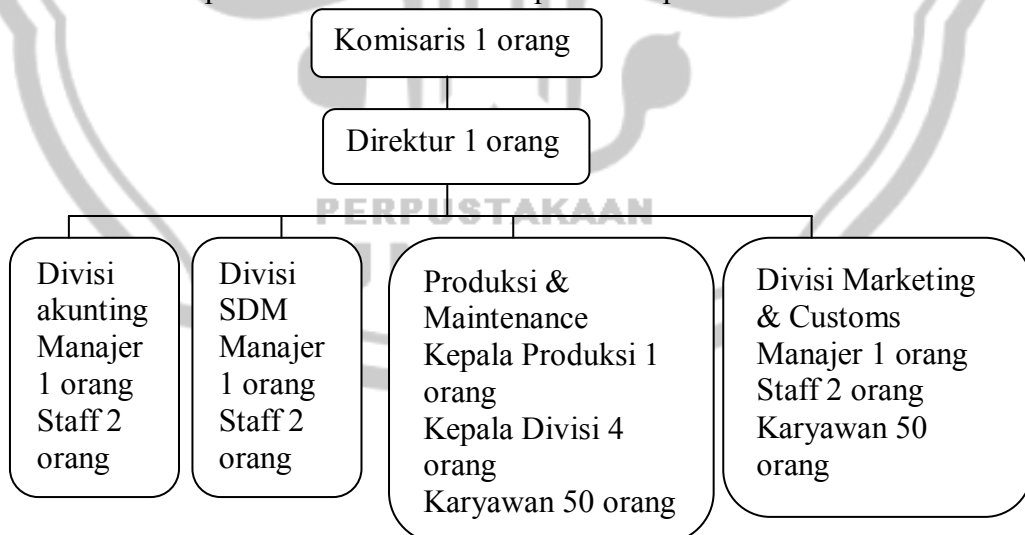 Komisaris 1 orang
Direktur 1 orang
PERPUSTAKAAN
Divisi
akunting
Manajer
1 orang
Staff 2
orang
Divisi
SDM
Manajer
1 orang
Staff 2
orang
Produksi &
Maintenance
Kepala Produksi 1
orang
Kepala Divisi 4
orang
Karyawan 50 orang
Divisi Marketing
& Customs
Manajer 1 orang
Staff 2 orang
Karyawan 50
orang